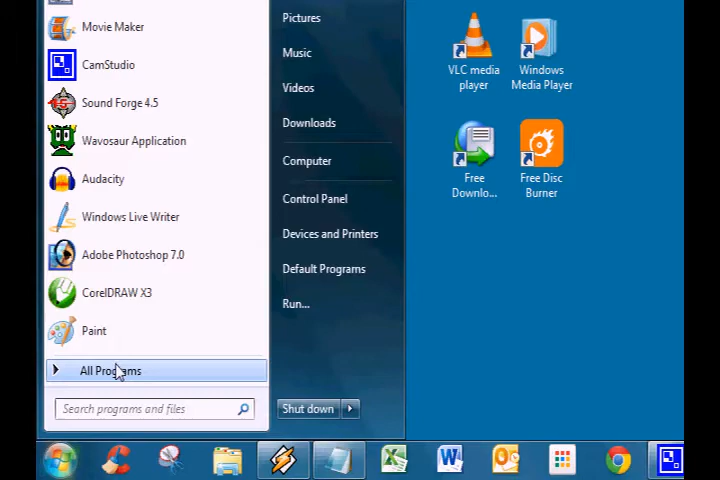 Movie Maker
CamStudio
Sound Forge 4.5
Wavosaur Application
Audacity
Windows Live Writer
Adobe Photoshop 7.0
CorelDRAW X3
Paint
All Programs
Search programs and files
Pictures
Music
Videos
Downloads
Computer
Control Panel
Devices and Printers
Default Programs
Run...
Shut down
VLC media
player
Windows
Media Player
Free
Downlo...
Free Disc
Burner